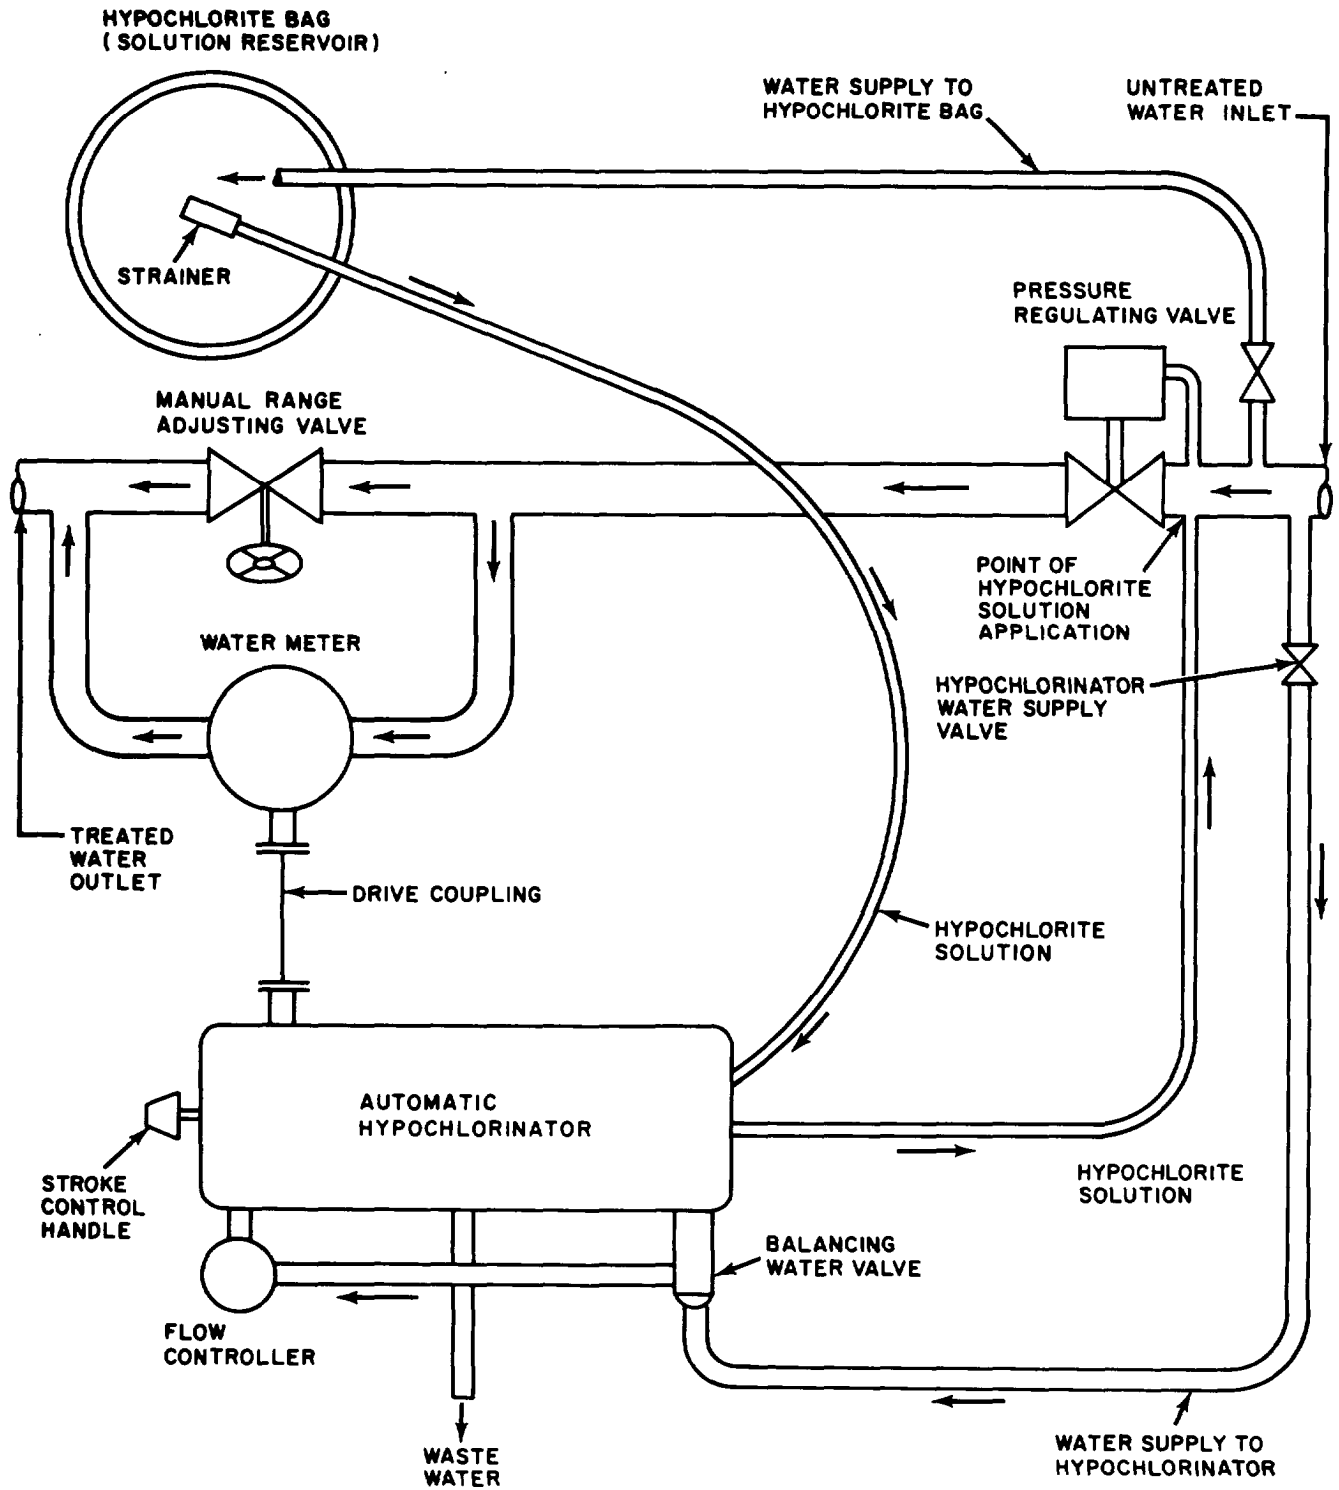 HYPOCHLORITE BAG
(SOLUTION RESERVOIR)
WATER SUPPLY TO
HYPOCHLORITE BAG
UNTREATED
WATER INLET
STRAINER
PRESSURE
REGULATING VALVE
MANUAL RANGE
ADJUSTING VALVE
POINT OF
HYPOCHLORITE
SOLUTION
APPLICATION
WATER METER
HYPOCHLORINATOR
WATER SUPPLY
VALVE
TREATED
WATER
OUTLET
DRIVE COUPLING
HYPOCHLORITE
SOLUTION
AUTOMATIC
HYPOCHLORINATOR
STROKE
CONTROL
HANDLE
HYPOCHLORITE
SOLUTION
BALANCING
WATER VALVE
FLOW
CONTROLLER
WASTE
WATER
WATER SUPPLY TO
HYPOCHLORINATOR